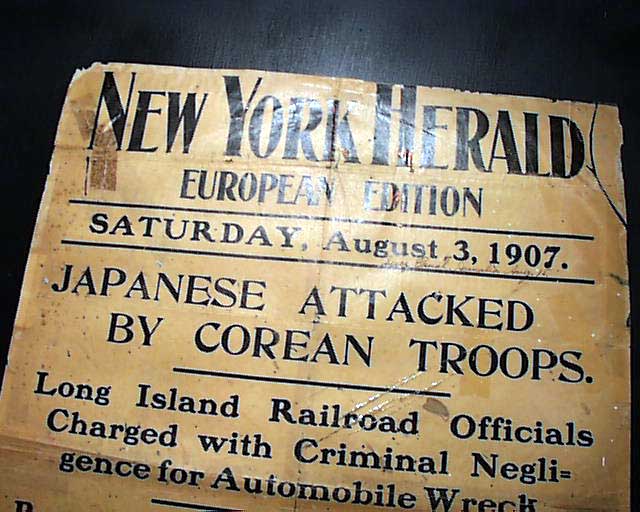 NEW YORK HERALD
EUROPEAN EDITION
SATURDAY, August 3, 1907.
JAPANESE ATTACKED
BY COREAN TROOPS.
Long Island Railroad Officials
Charged with Criminal Negli=
gence for Automobile Wreck